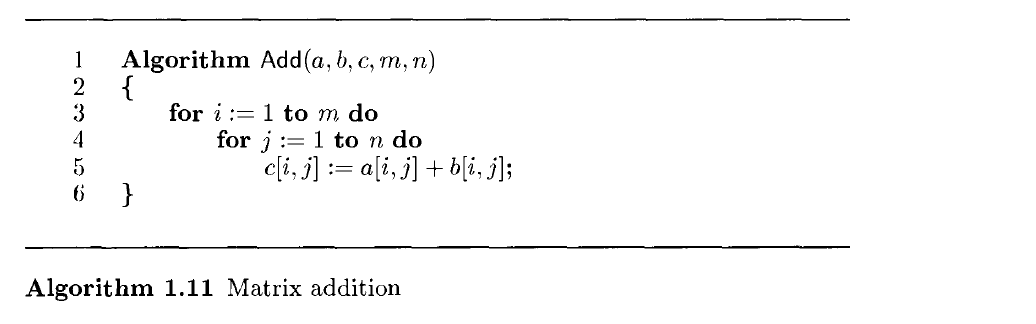 1 Algorithm Add(a, b, c, m, n)
2 {
3 for i := 1 to m do
4 for j := 1 to n do
5 c[i, j] := a[i, j] + b[i, j];
6 }
Algorithm 1.11 Matrix addition